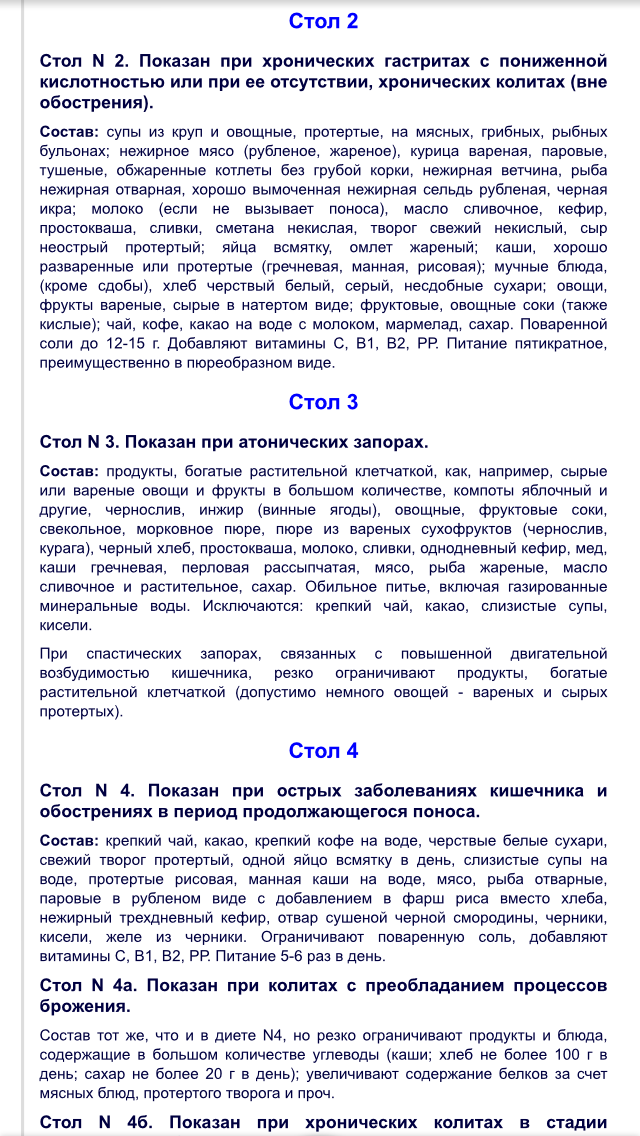 Стол 2
Стол N 2. Показан при хронических гастритах с пониженной
кислотностью или при ее отсутствии, хронических колитах (вне
обострения).
Состав: супы из круп и овощные, протертые, на мясных, грибных, рыбных
бульонах; нежирное мясо (рубленое, жареное), курица вареная, паровые,
тушеные, обжаренные котлеты без грубой корки, нежирная ветчина, рыба
нежирная отварная, хорошо вымоченная нежирная сельдь рубленая, черная
икра; молоко (если не вызывает поноса), масло сливочное, кефир,
простокваша, сливки, сметана некислая, творог свежий некислый, сыр
неострый протертый; яйца всмятку, омлет жареный; каши, хорошо
разваренные или протертые (гречневая, манная, рисовая); мучные блюда,
(кроме сдобы), хлеб черствый белый, серый, несдобные сухари; овощи,
фрукты вареные, сырые в натертом виде; фруктовые, овощные соки (также
кислые); чай, кофе, какао на воде с молоком, мармелад, сахар. Поваренной
соли до 12-15 г. Добавляют витамины С, В1, В2, РР. Питание пятикратное,
преимущественно в пюреобразном виде.
Стол 3
Стол N 3. Показан при атонических запорах.
Состав: продукты, богатые растительной клетчаткой, как, например, сырые
или вареные овощи и фрукты в большом количестве, компоты яблочный и
другие, чернослив, инжир (винные ягоды), овощные, фруктовые соки,
свекольное, морковное пюре, пюре из вареных сухофруктов (чернослив,
курага), черный хлеб, простокваша, молоко, сливки, однодневный кефир, мед,
каши гречневая, перловая рассыпчатая, мясо, рыба жареные, масло
сливочное и растительное, сахар. Обильное питье, включая газированные
минеральные воды. Исключаются: крепкий чай, какао, слизистые супы,
кисели.
При спастических запорах, связанных с повышенной двигательной
возбудимостью кишечника, резко ограничивают продукты, богатые
растительной клетчаткой (допустимо немного овощей - вареных и сырых
протертых).
Стол 4
Стол N 4. Показан при острых заболеваниях кишечника и
обострениях в период продолжающегося поноса.
Состав: крепкий чай, какао, крепкий кофе на воде, черствые белые сухари,
свежий творог протертый, одной яйцо всмятку в день, слизистые супы на
воде, протертые рисовая, манная каши на воде, мясо, рыба отварные,
паровые в рубленом виде с добавлением в фарш риса вместо хлеба,
нежирный трехдневный кефир, отвар сушеной черной смородины, черники,
кисели, желе из черники. Ограничивают поваренную соль, добавляют
витамины С, В1, В2, РР. Питание 5-6 раз в день.
Стол N 4а. Показан при колитах с преобладанием процессов
брожения.
Состав тот же, что и в диете N4, но резко ограничивают продукты и блюда,
содержащие в большом количестве углеводы (каши; хлеб не более 100 г в
день; сахар не более 20 г в день); увеличивают содержание белков за счет
мясных блюд, протертого творога и проч.
Стол N 4б. Показан при хронических колитах в стадии